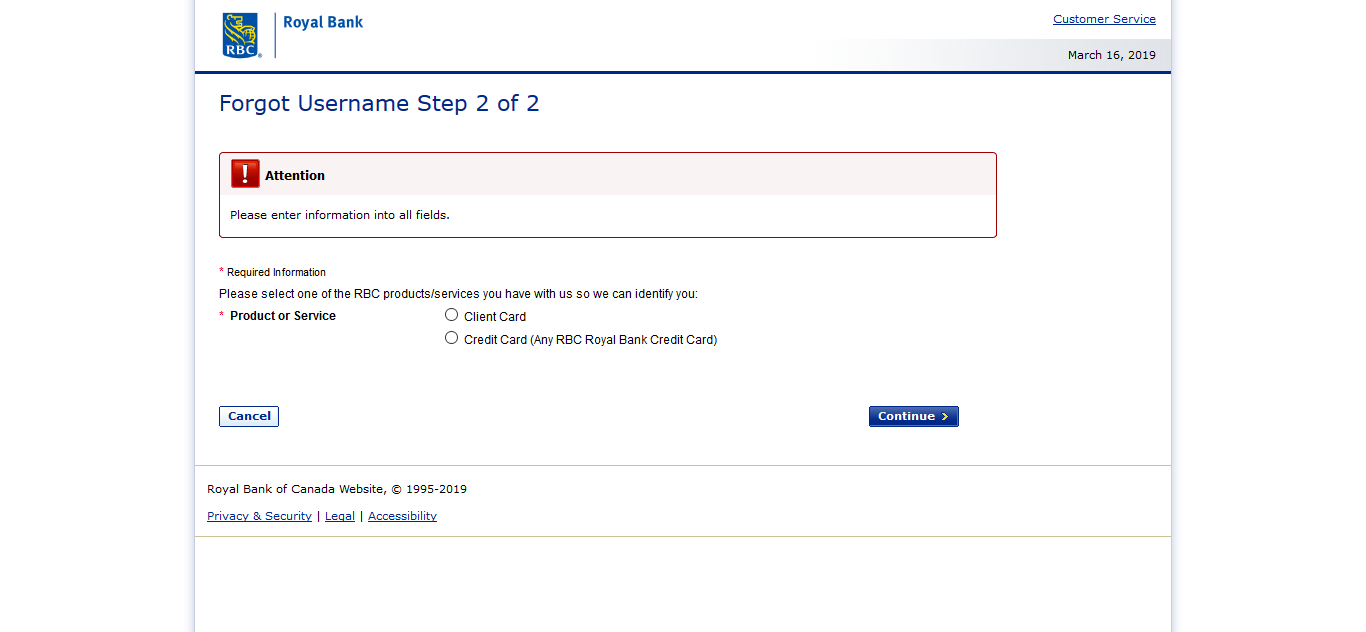 RBC
®
Royal Bank
Customer Service
March 16, 2019
Forgot Username Step 2 of 2
! Attention
Please enter information into all fields.
* Required Information
Please select one of the RBC products/services you have with us so we can identify you:
* Product or Service
Client Card
Credit Card (Any RBC Royal Bank Credit Card)
Cancel
Continue >
Royal Bank of Canada Website, © 1995-2019
Privacy & Security | Legal | Accessibility